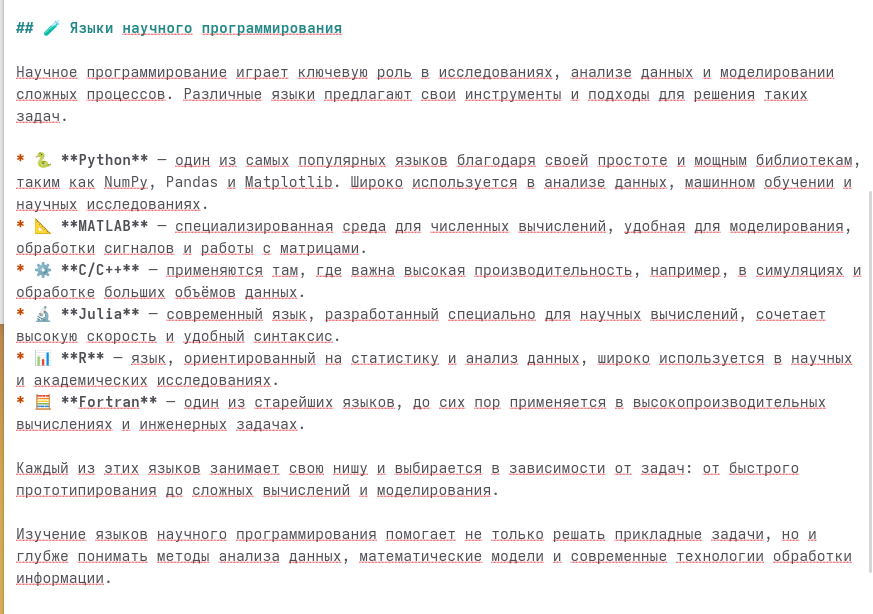 ## 🧪 Языки научного программирования
Научное программирование играет ключевую роль в исследованиях, анализе данных и моделировании
сложных процессов. Различные языки предлагают свои инструменты и подходы для решения таких
задач.
* 🐍 **Python** — один из самых популярных языков благодаря своей простоте и мощным библиотекам,
таким как NumPy, Pandas и Matplotlib. Широко используется в анализе данных, машинном обучении и
научных исследованиях.
* 📐 **MATLAB** — специализированная среда для численных вычислений, удобная для моделирования,
обработки сигналов и работы с матрицами.
* ⚙️ **C/C++** — применяются там, где важна высокая производительность, например, в симуляциях и
обработке больших объёмов данных.
* 🔬 **Julia** — современный язык, разработанный специально для научных вычислений, сочетает
высокую скорость и удобный синтаксис.
* 📊 **R** — язык, ориентированный на статистику и анализ данных, широко используется в научных
и академических исследованиях.
* 🧮 **Fortran** — один из старейших языков, до сих пор применяется в высокопроизводительных
вычислениях и инженерных задачах.
Каждый из этих языков занимает свою нишу и выбирается в зависимости от задач: от быстрого
прототипирования до сложных вычислений и моделирования.
Изучение языков научного программирования помогает не только решать прикладные задачи, но и
глубже понимать методы анализа данных, математические модели и современные технологии обработки
информации.